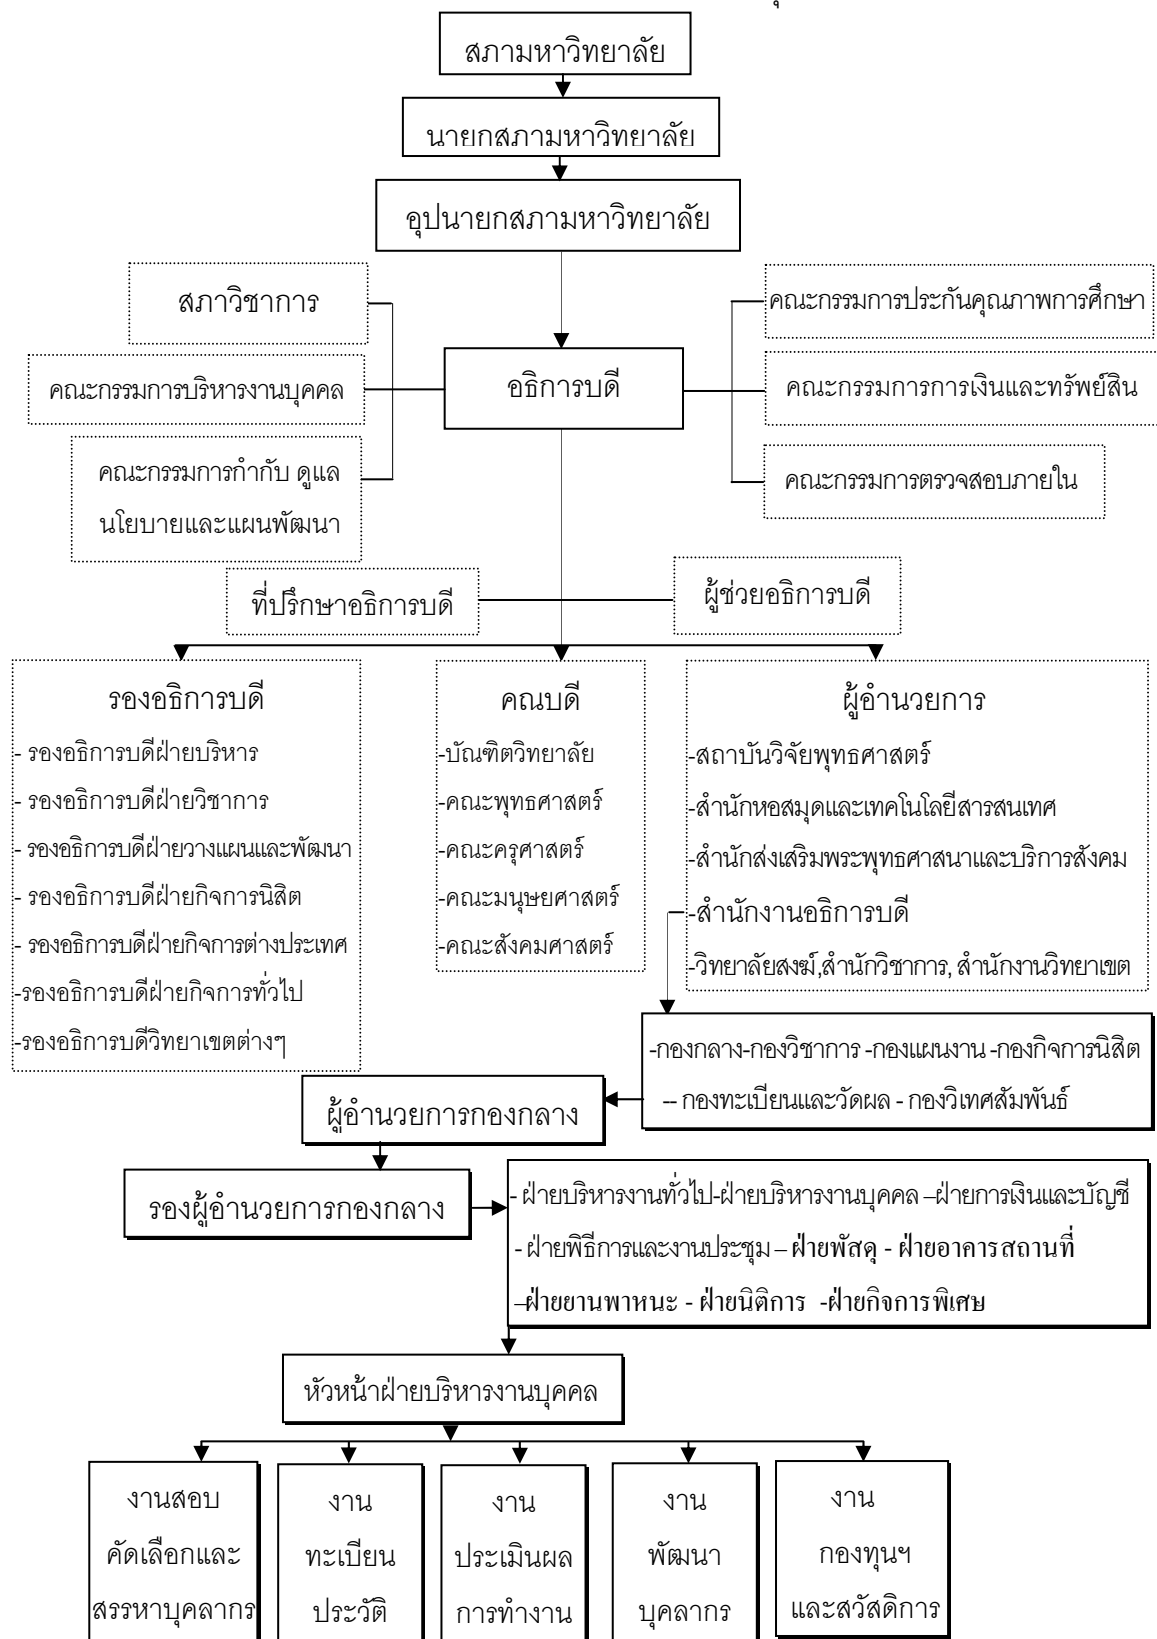 สภามหาวิทยาลัย
นายกสภามหาวิทยาลัย
อุปนายกสภามหาวิทยาลัย
สภาวิชาการ
คณะกรรมการบริหารงานบุคคล
คณะกรรมการกำกับ ดูแล
นโยบายและแผนพัฒนา
อธิการบดี
คณะกรรมการประกันคุณภาพการศึกษา
คณะกรรมการการเงินและทรัพย์สิน
คณะกรรมการตรวจสอบภายใน
ที่ปรึกษาอธิการบดี
ผู้ช่วยอธิการบดี
รองอธิการบดี
- รองอธิการบดีฝ่ายบริหาร
- รองอธิการบดีฝ่ายวิชาการ
- รองอธิการบดีฝ่ายวางแผนและพัฒนา
- รองอธิการบดีฝ่ายกิจการนิสิต
- รองอธิการบดีฝ่ายกิจการต่างประเทศ
-รองอธิการบดีฝ่ายกิจการทั่วไป
-รองอธิการบดีวิทยาเขตต่างๆ
คณบดี
-บัณฑิตวิทยาลัย
-คณะพุทธศาสตร์
-คณะครุศาสตร์
-คณะมนุษยศาสตร์
-คณะสังคมศาสตร์
ผู้อำนวยการ
-สถาบันวิจัยพุทธศาสตร์
-สำนักหอสมุดและเทคโนโลยีสารสนเทศ
-สำนักส่งเสริมพระพุทธศาสนาและบริการสังคม
-สำนักงานอธิการบดี
-วิทยาลัยสงฆ์,สำนักวิชาการ, สำนักงานวิทยาเขต
-กองกลาง-กองวิชาการ -กองแผนงาน -กองกิจการนิสิต
-- กองทะเบียนและวัดผล - กองวิเทศสัมพันธ์
ผู้อำนวยการกองกลาง
รองผู้อำนวยการกองกลาง
- ฝ่ายบริหารงานทั่วไป-ฝ่ายบริหารงานบุคคล –ฝ่ายการเงินและบัญชี
- ฝ่ายพิธีการและงานประชุม – ฝ่ายพัสดุ - ฝ่ายอาคารสถานที่
–ฝ่ายยานพาหนะ - ฝ่ายนิติการ -ฝ่ายกิจการพิเศษ
หัวหน้าฝ่ายบริหารงานบุคคล
งานสอบ
คัดเลือกและ
สรรหาบุคลากร
งาน
ทะเบียน
ประวัติ
งาน
ประเมินผล
การทำงาน
งาน
พัฒนา
บุคลากร
งาน
กองทุนฯ
และสวัสดิการ